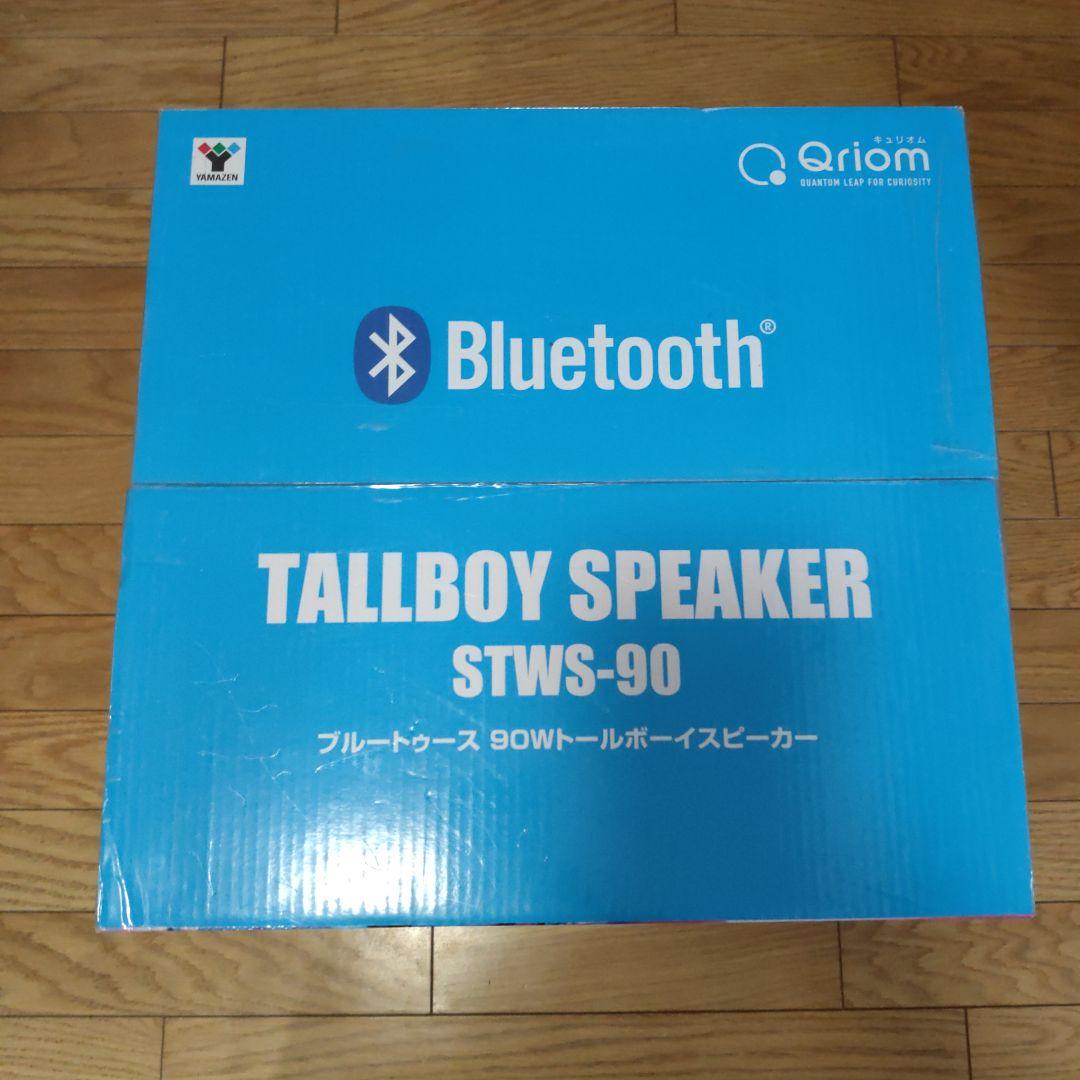 YAMAZEN
キュリオム
Qriom
QUANTUM LEAP FOR CURIOSITY
Bluetooth®
TALLBOY SPEAKER
STWS-90
ブルートゥース 90Wトールボーイスピーカー